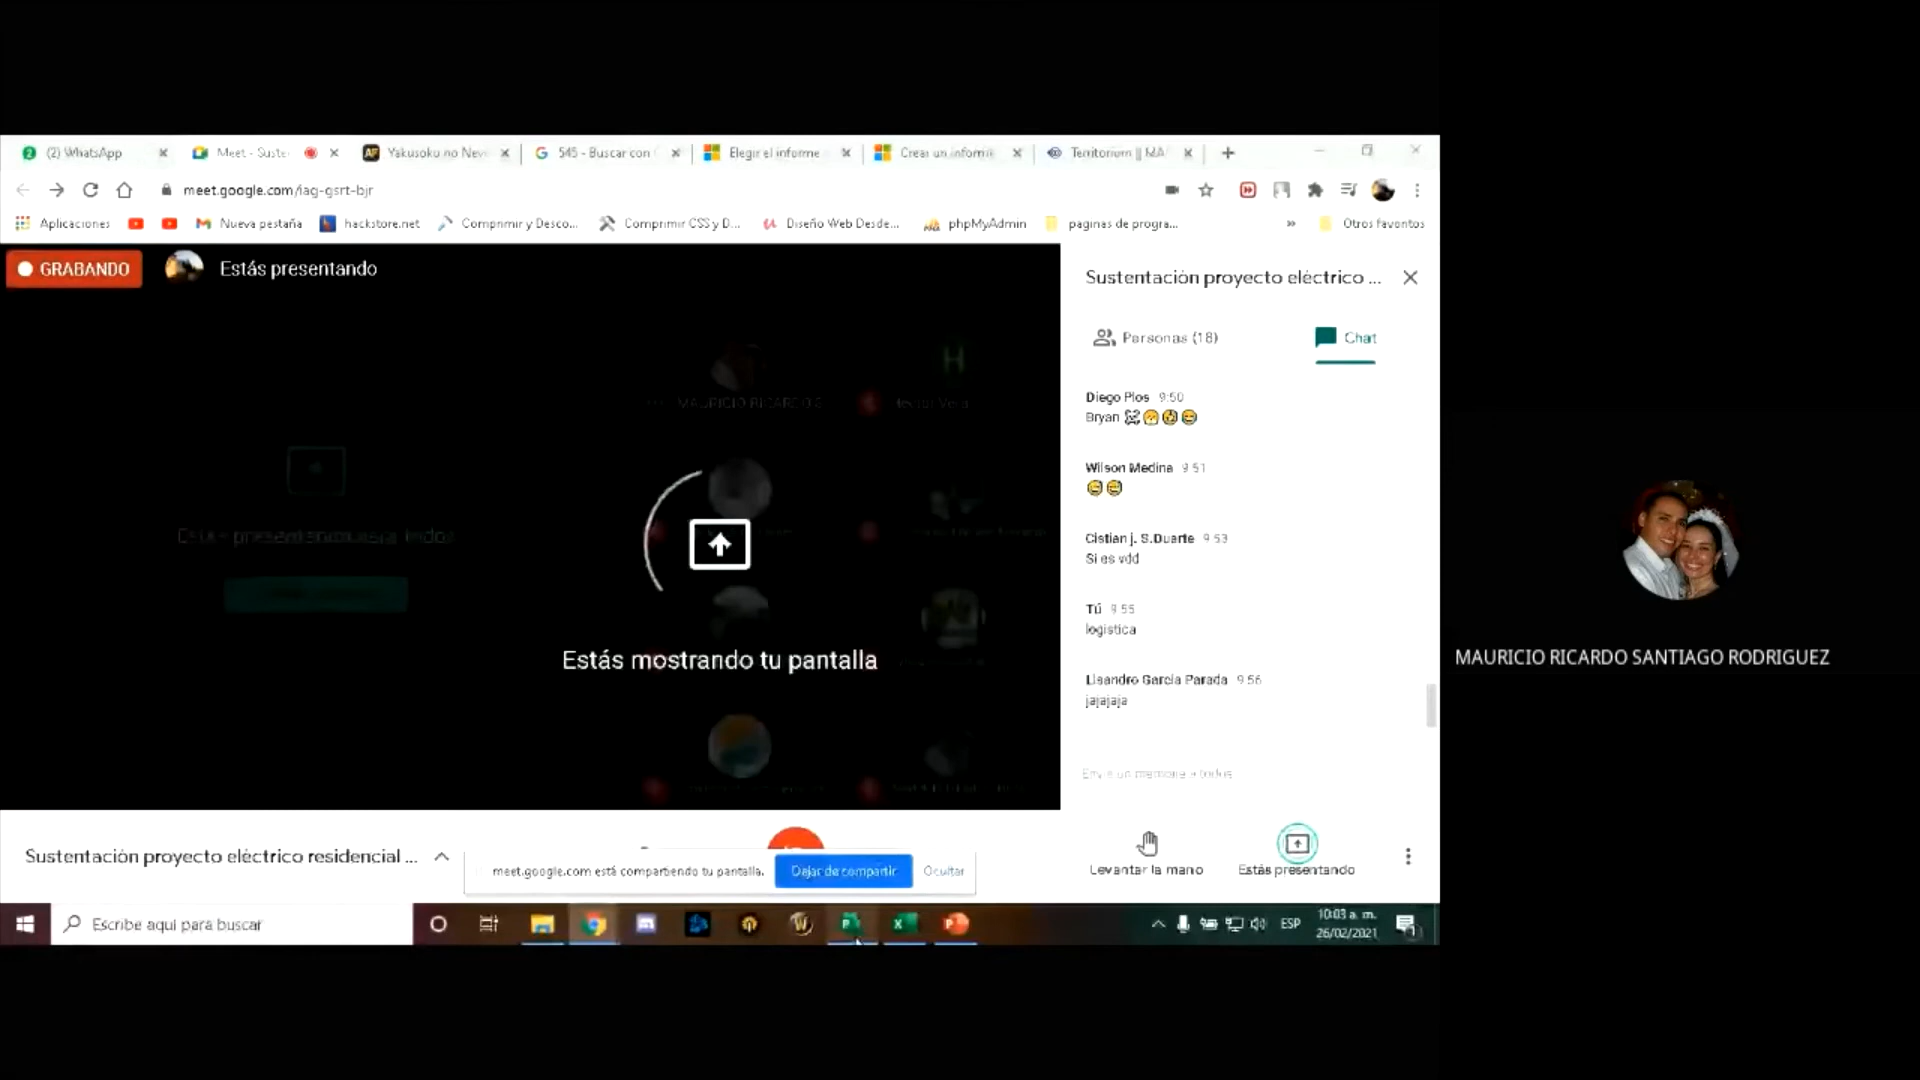 (2) WhatsApp
Meet - Suste
Yakusoku no Nev
545 - Buscar con
Elegir el informe
Crear un informe
Territorium || MA
meet.google.com/iag-gsrt-bjr
Aplicaciones
Nueva pestaña
hackstore.net
Comprimir y Desco...
Comprimir CSS y D...
Diseño Web Desde...
phpMyAdmin
paginas de progra...
»
Otros favoritos
GRABANDO
Estás presentando
Sustentación proyecto eléctrico ...
Personas (18)
Chat
MAURICIO RICARDO S
H
Diego Plos 9:50
Bryan
Wilson Medina 9:51
Cistian j. S.Duarte 9:53
Si es vdd
Tú 9:55
logistica
Estás mostrando tu pantalla
Lisandro García Parada 9:56
jajajaja
MAURICIO RICARDO SANTIAGO RODRIGUEZ
Sustentación proyecto eléctrico residencial ...
meet.google.com está compartiendo tu pantalla.
Dejar de compartir
Ocultar
Levantar la mano
Estás presentando
Escribe aquí para buscar
ESP
10:03 a. m.
26/02/2021